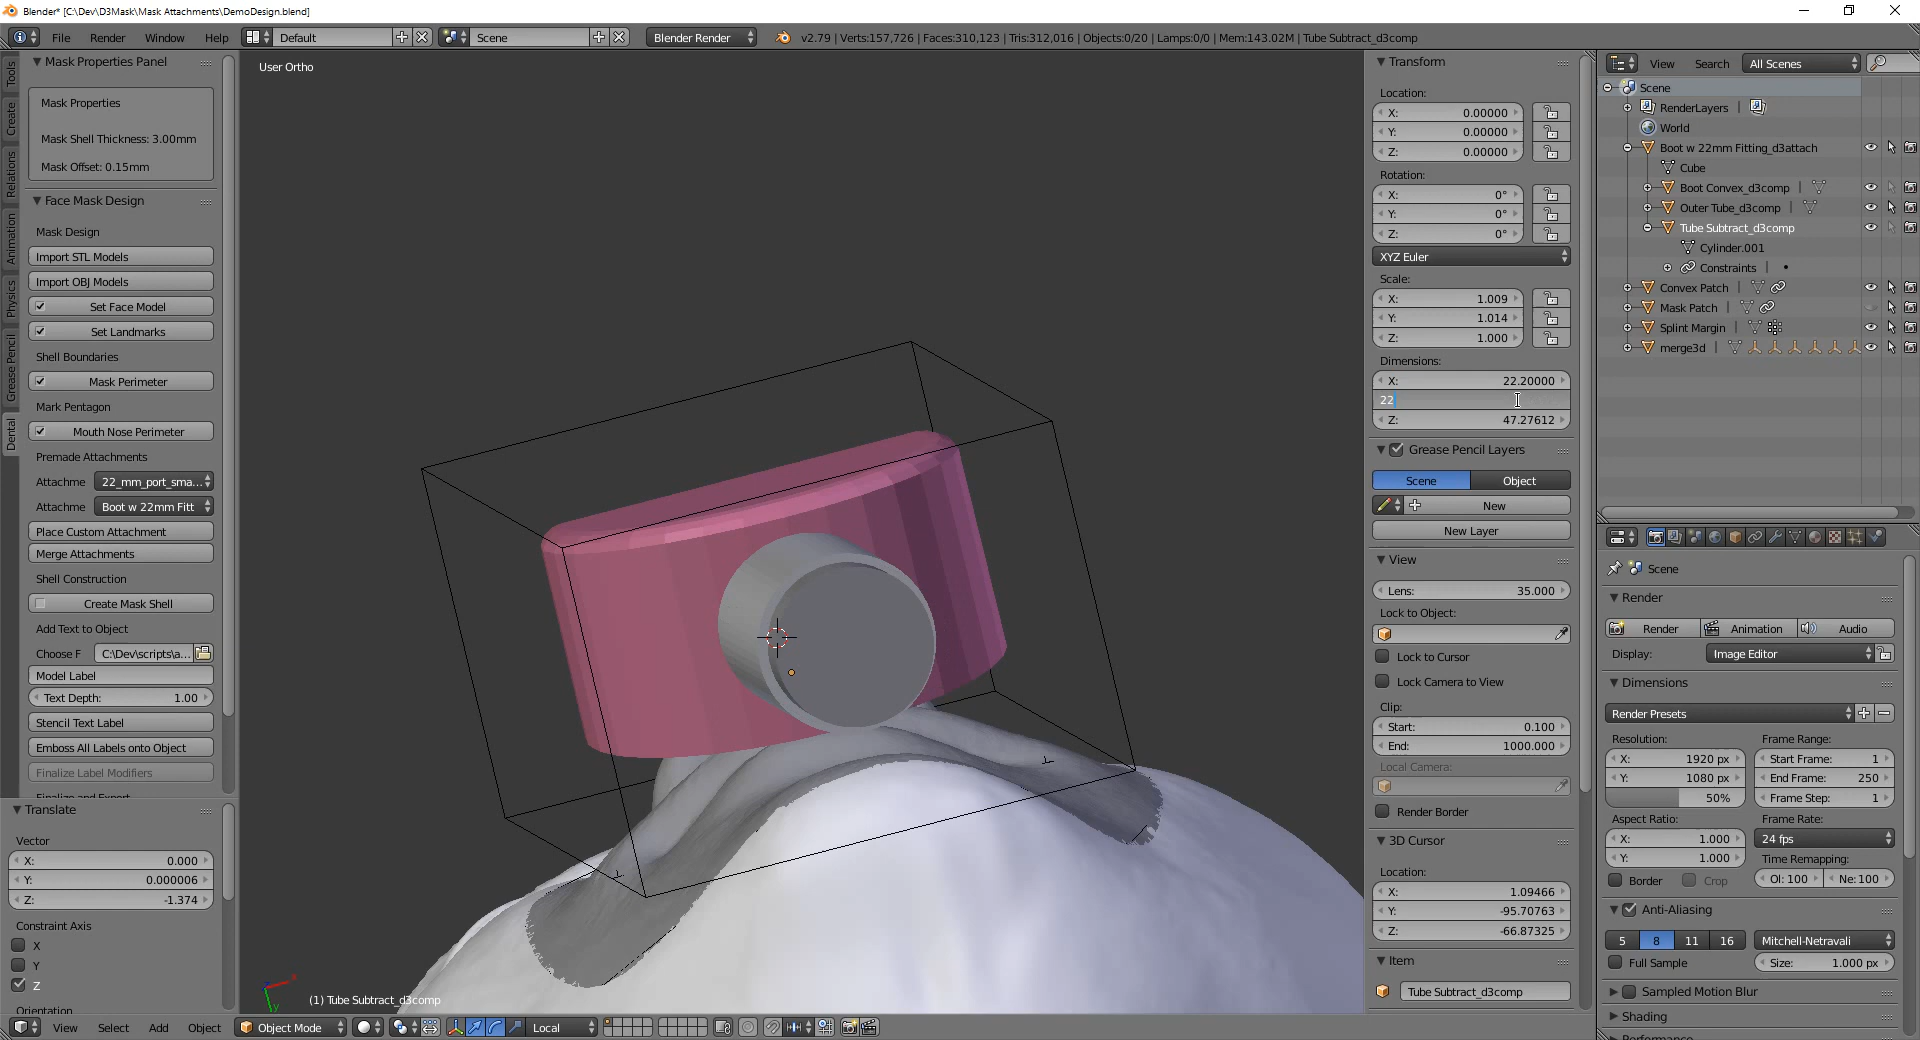 Blender* [C:\Dev\D3Mask\Mask Attachments\DemoDesign.blend]
File Render Window Help Default Scene Blender Render v2.79 | Verts:157,726 | Faces:310,123 | Tris:312,016 | Objects:0/20 | Lamps:0/0 | Mem:143.02M | Tube Subtract_d3comp
Tools
Create
Relations
Animation
Physics
Grease Pencil
Dental
Mask Properties Panel
Mask Properties
Mask Shell Thickness: 3.00mm
Mask Offset: 0.15mm
Face Mask Design
Mask Design
Import STL Models
Import OBJ Models
Set Face Model
Set Landmarks
Shell Boundaries
Mask Perimeter
Mark Pentagon
Mouth Nose Perimeter
Premade Attachments
Attachme 22_mm_port_sma...
Attachme Boot w 22mm Fitt
Place Custom Attachment
Merge Attachments
Shell Construction
Create Mask Shell
Add Text to Object
Choose F C:\Dev\scripts\a...
Model Label
Text Depth: 1.00
Stencil Text Label
Emboss All Labels onto Object
Finalize Label Modifiers
Finalize and Export
Translate
Vector
X: 0.000
Y: 0.000006
Z: -1.374
Constraint Axis
X
Y
Z
Orientation
User Ortho
x
y
(1) Tube Subtract_d3comp
View Select Add Object Object Mode Local
Transform
Location:
X: 0.00000
Y: 0.00000
Z: 0.00000
Rotation:
X: 0°
Y: 0°
Z: 0°
XYZ Euler
Scale:
X: 1.009
Y: 1.014
Z: 1.000
Dimensions:
X: 22.20000
22
Z: 47.27612
Grease Pencil Layers
Scene Object
New
New Layer
View
Lens: 35.000
Lock to Object:
Lock to Cursor
Lock Camera to View
Clip:
Start: 0.100
End: 1000.000
Local Camera:
Render Border
3D Cursor
Location:
X: 1.09466
Y: -95.70763
Z: -66.87325
Item
Tube Subtract_d3comp
View Search All Scenes
Scene
RenderLayers |
World
Boot w 22mm Fitting_d3attach
Cube
Boot Convex_d3comp |
Outer Tube_d3comp |
Tube Subtract_d3comp
Cylinder.001
Constraints |
Convex Patch |
Mask Patch |
Splint Margin |
merge3d |
Scene
Render
Render Animation Audio
Display: Image Editor
Dimensions
Render Presets
Resolution: Frame Range:
X: 1920 px Start Frame: 1
Y: 1080 px End Frame: 250
50% Frame Step: 1
Aspect Ratio: Frame Rate:
X: 1.000 24 fps
Y: 1.000 Time Remapping:
Border Crop Ol: 100 Ne: 100
Anti-Aliasing
5 8 11 16 Mitchell-Netravali
Full Sample Size: 1.000 px
Sampled Motion Blur
Shading
Performance